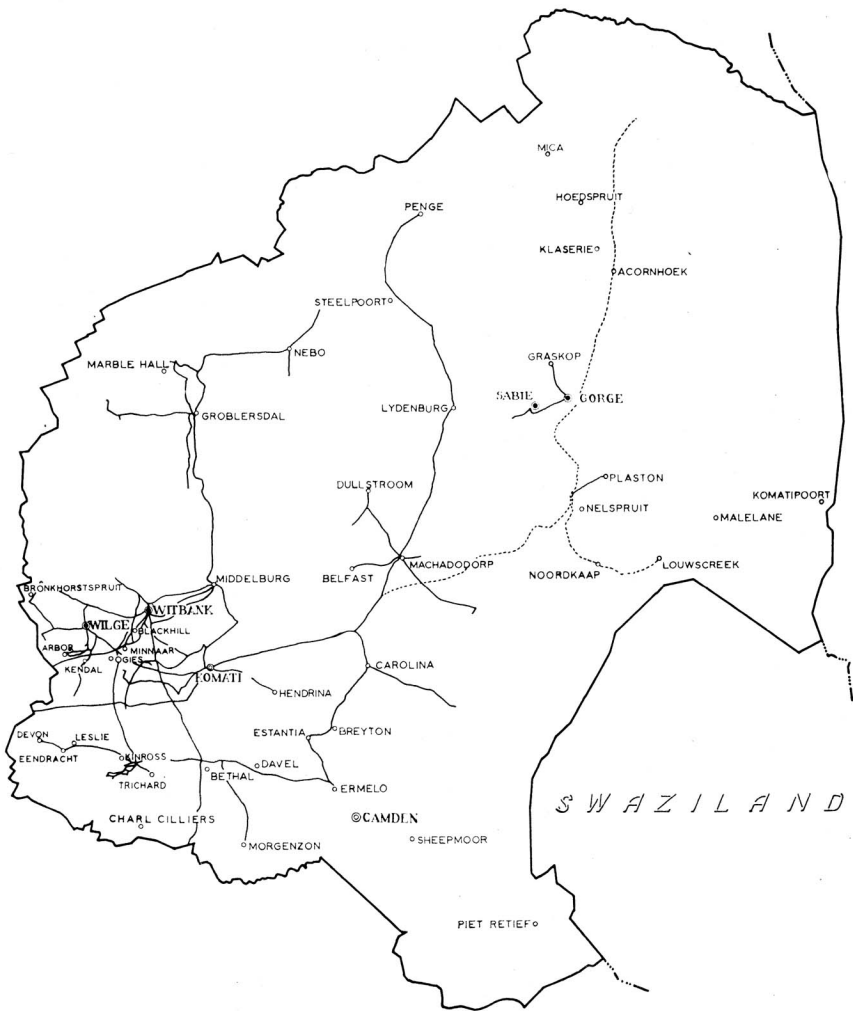 MICA
HOEDSPRUIT
PENGE
KLASERIE
ACORNHOEK
STEELPOORT
NEBO
GRASKOP
MARBLE HALL
SABIE
GORGE
LYDENBURG
GROBLERSDAL
PLASTON
DULLSTROOM
KOMATIPOORT
NELSPRUIT
MALELANE
MACHADODORP
LOUWSCREEK
BELFAST
NOORDKAAP
MIDDELBURG
BRONKHORSTSPRUIT
WITBANK
WILGE
BLACKHILL
ARBOR
MINNAAR
OGIES
KENDAL
KOMATI
CAROLINA
HENDRINA
ESTANTIA
BREYTON
DEVON
LESLIE
EENDRACHT
KINROSS
DAVEL
BETHAL
TRICHARD
ERMELO
SWAZILAND
CHARL CILLIERS
CAMDEN
MORGENZON
SHEEPMOOR
PIET RETIEF